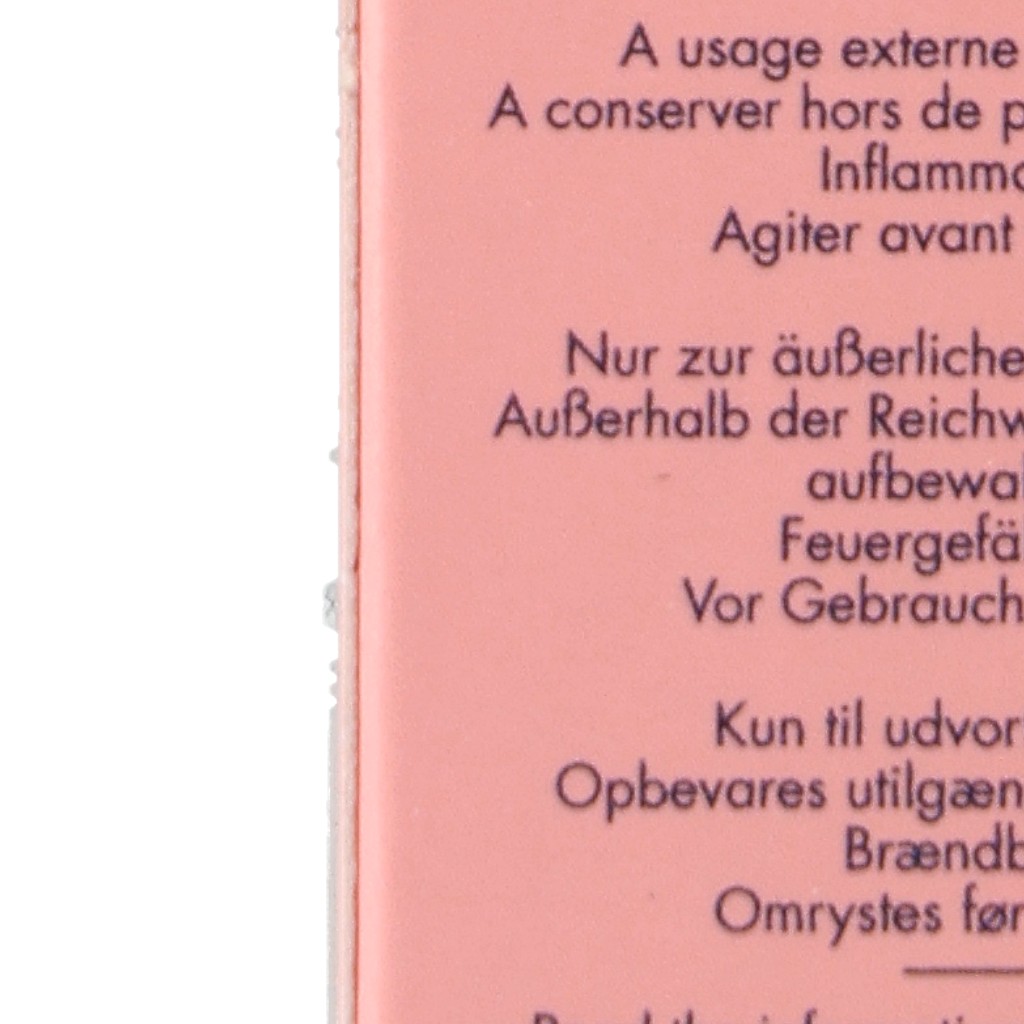 A usage externe
A conserver hors de p
Inflamma
Agiter avant
Nur zur äußerliche
Außerhalb der Reichw
aufbewa
Feuergefä
Vor Gebrauch
Kun til udvor
Opbevares utilgæn
Brændb
Omrystes før